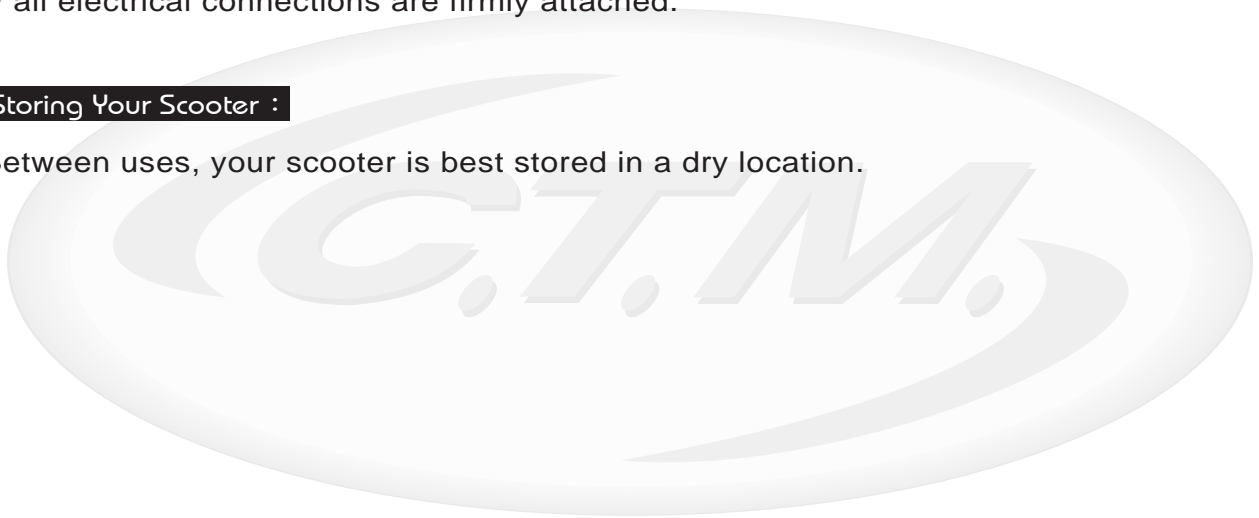 all electrical connections are firmly attached.
Storing Your Scooter :
Between uses, your scooter is best stored in a dry location.
C.T.M.